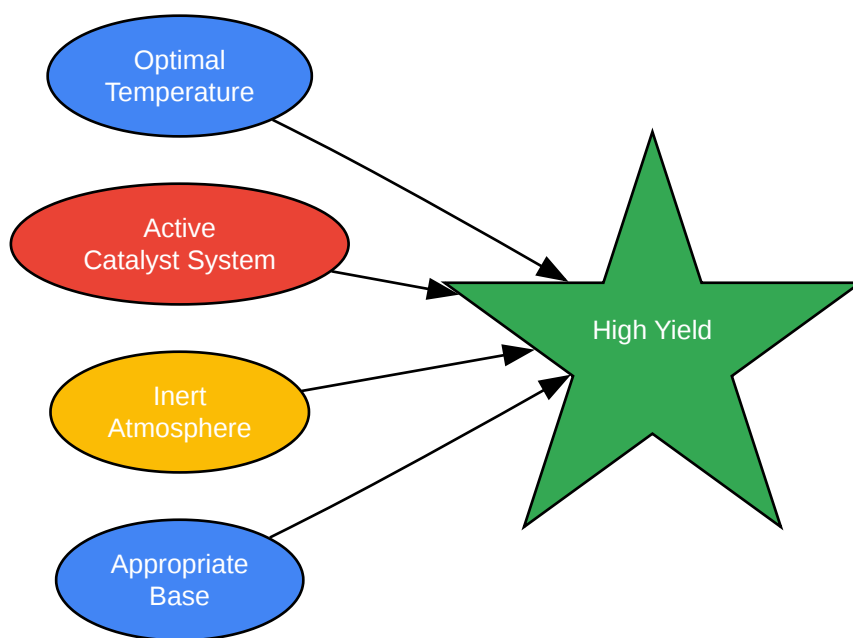 Optimal
Temperature
Active
Catalyst System
High Yield
Inert
Atmosphere
Appropriate
Base